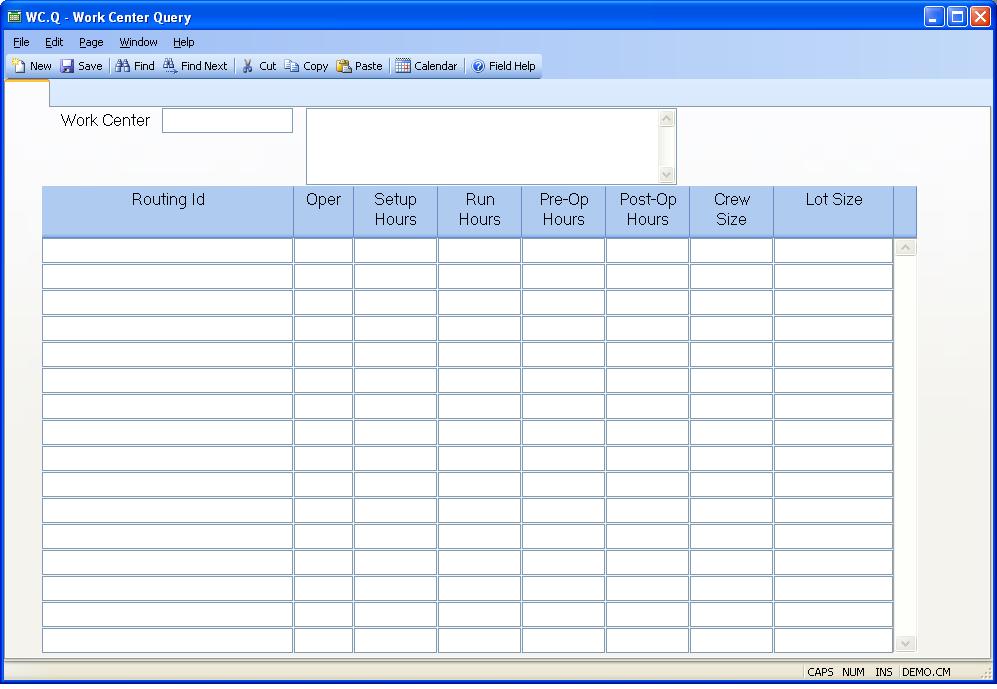 WC.Q - Work Center Query
File Edit Page Window Help
New Save Find Find Next Cut Copy Paste Calendar Field Help
Work Center
Routing Id Oper Setup Hours Run Hours Pre-Op Hours Post-Op Hours Crew Size Lot Size
CAPS NUM INS DEMO.CM